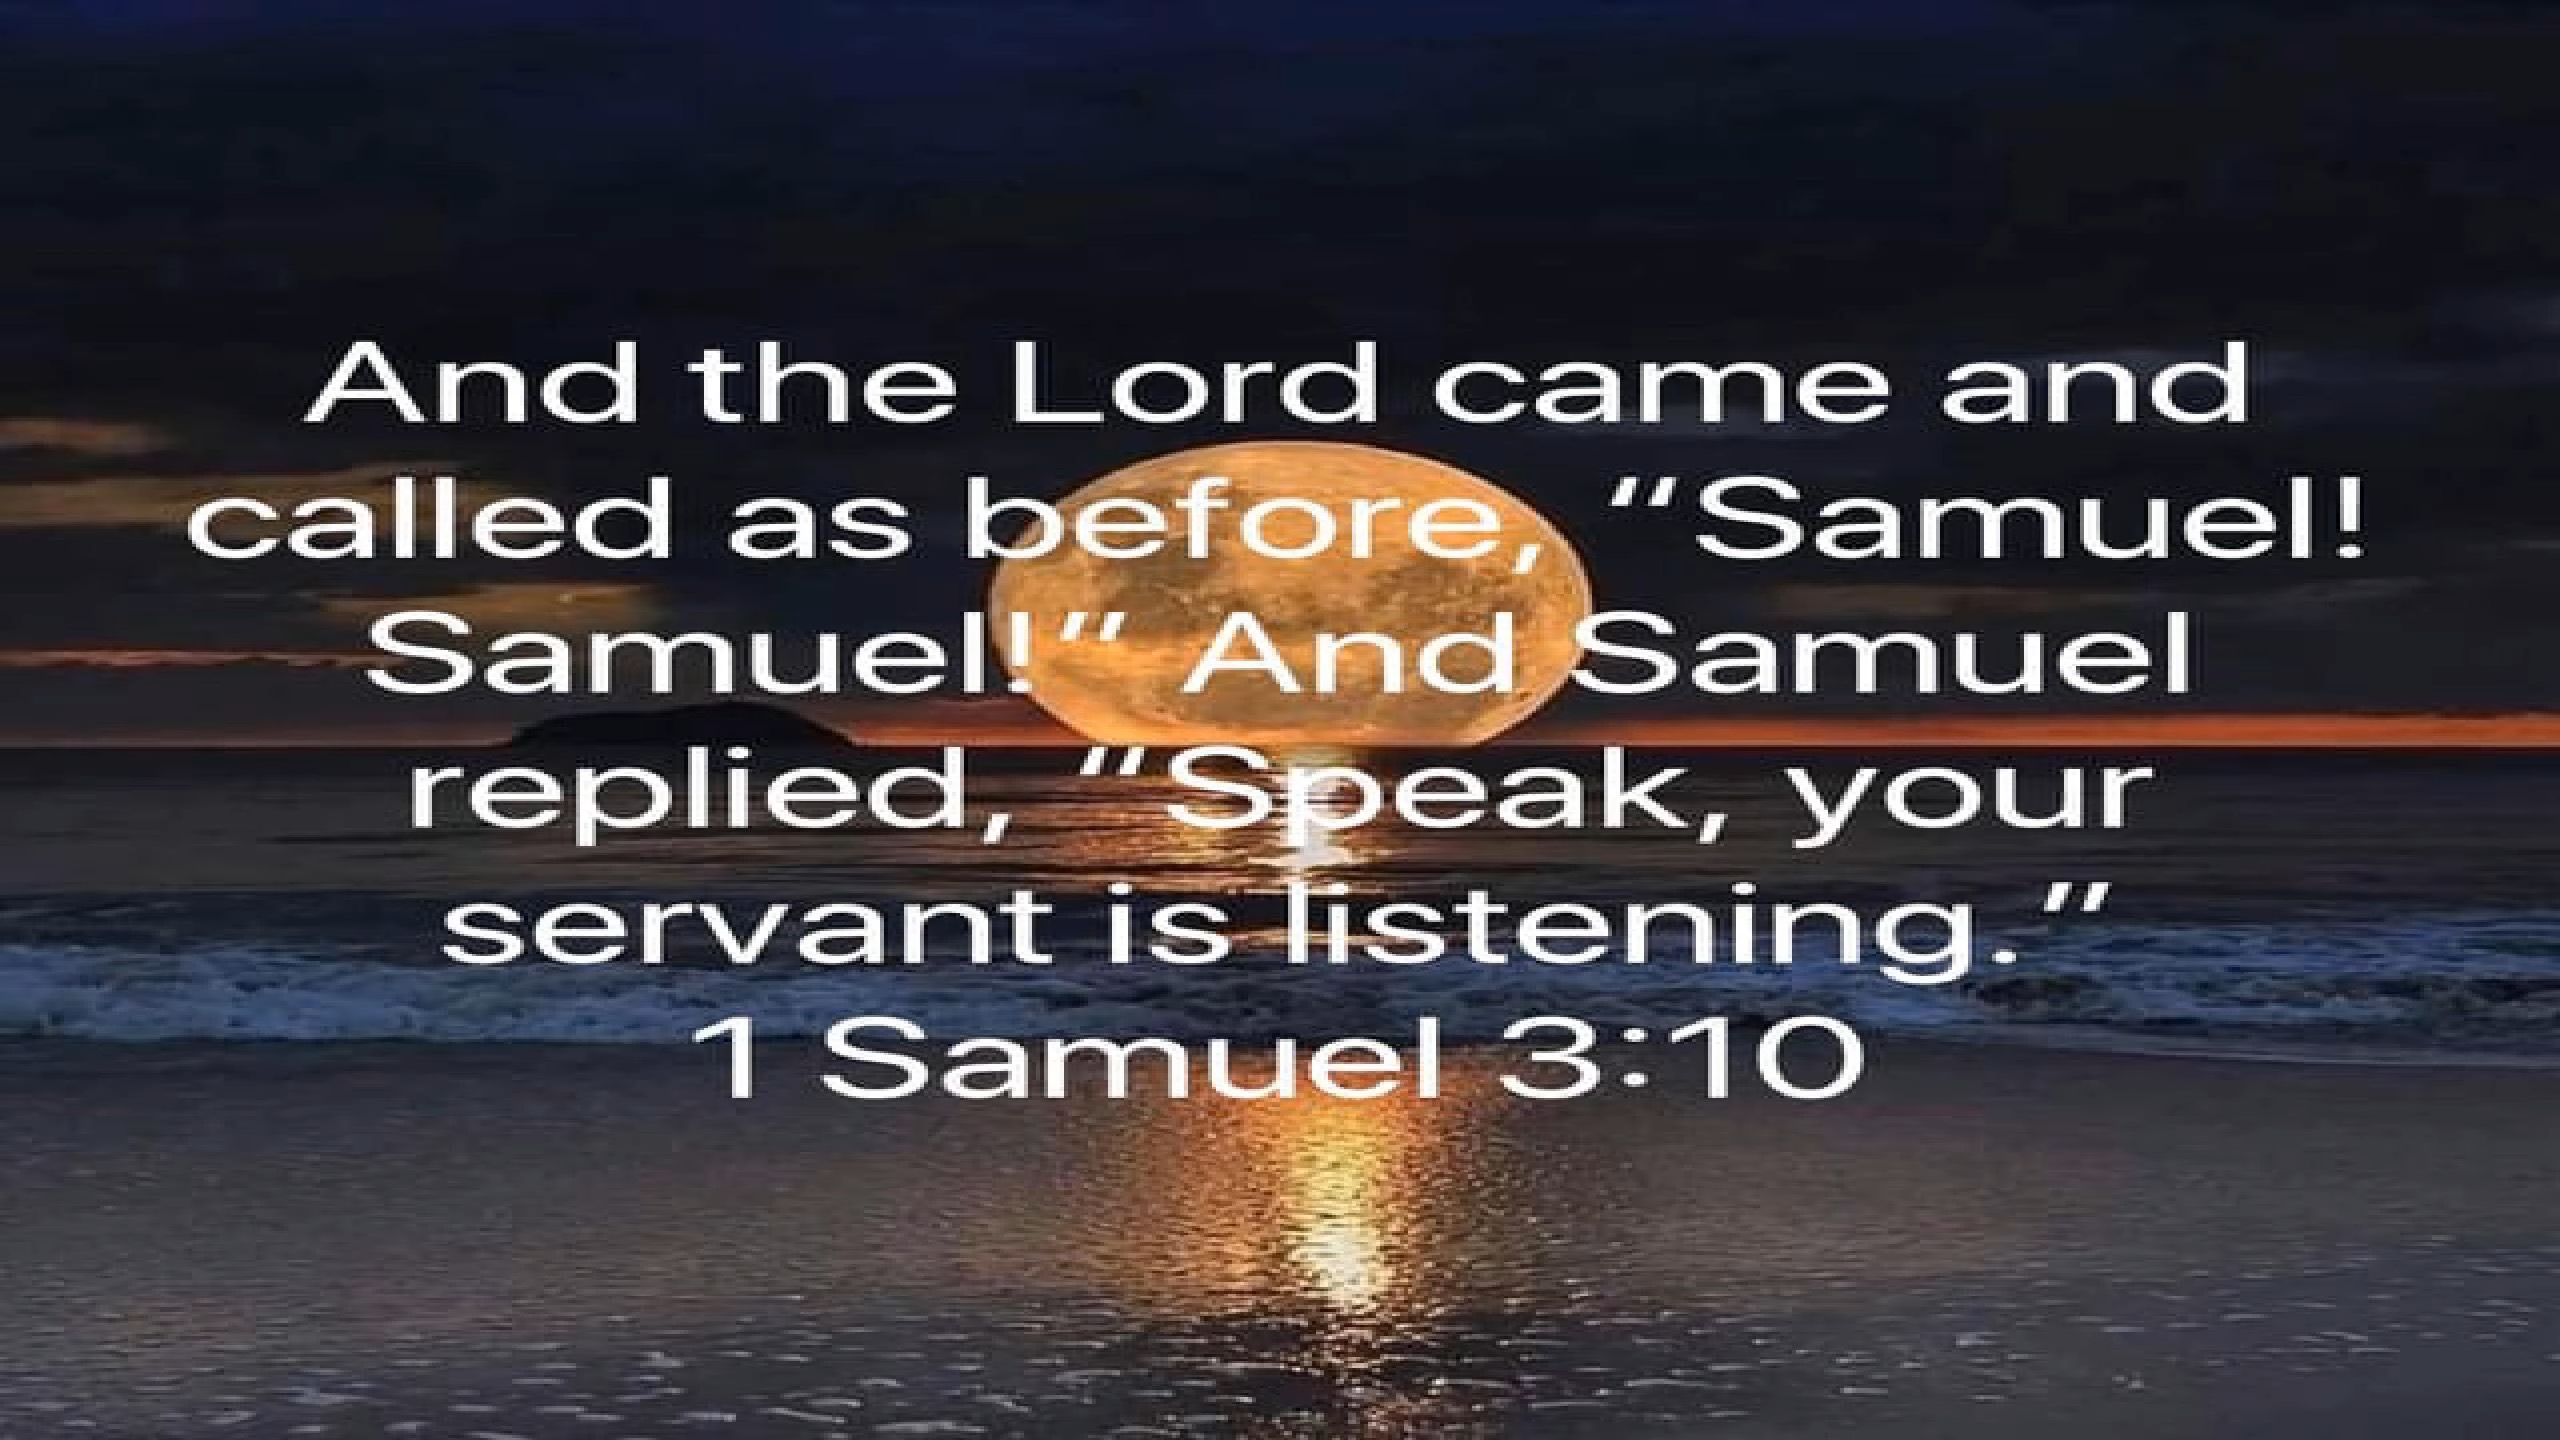 And the Lord came and
called as before, “Samuel!
Samuel!” And Samuel
replied, “Speak, your
servant is listening.”
1 Samuel 3:10